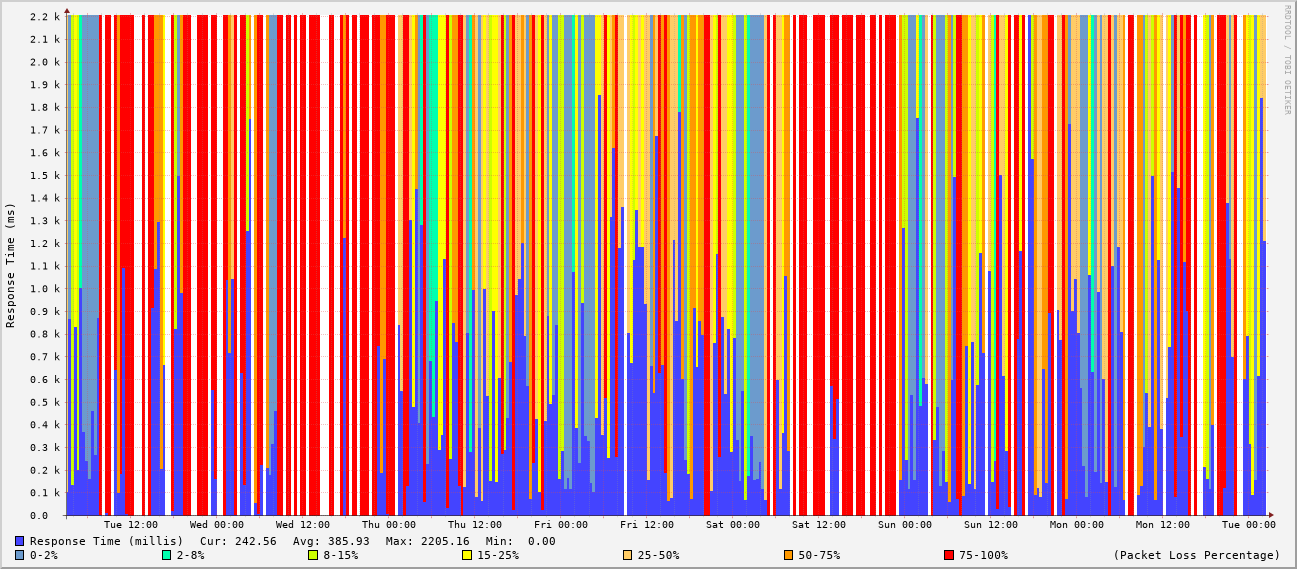 RRDTOOL / TOBI OETIKER
Response Time (ms)
2.2 k
2.1 k
2.0 k
1.9 k
1.8 k
1.7 k
1.6 k
1.5 k
1.4 k
1.3 k
1.2 k
1.1 k
1.0 k
0.9 k
0.8 k
0.7 k
0.6 k
0.5 k
0.4 k
0.3 k
0.2 k
0.1 k
0.0
Tue 12:00 Wed 00:00 Wed 12:00 Thu 00:00 Thu 12:00 Fri 00:00 Fri 12:00 Sat 00:00 Sat 12:00 Sun 00:00 Sun 12:00 Mon 00:00 Mon 12:00 Tue 00:00
Response Time (millis) Cur: 242.56 Avg: 385.93 Max: 2205.16 Min: 0.00
0-2% 2-8% 8-15% 15-25% 25-50% 50-75% 75-100% (Packet Loss Percentage)